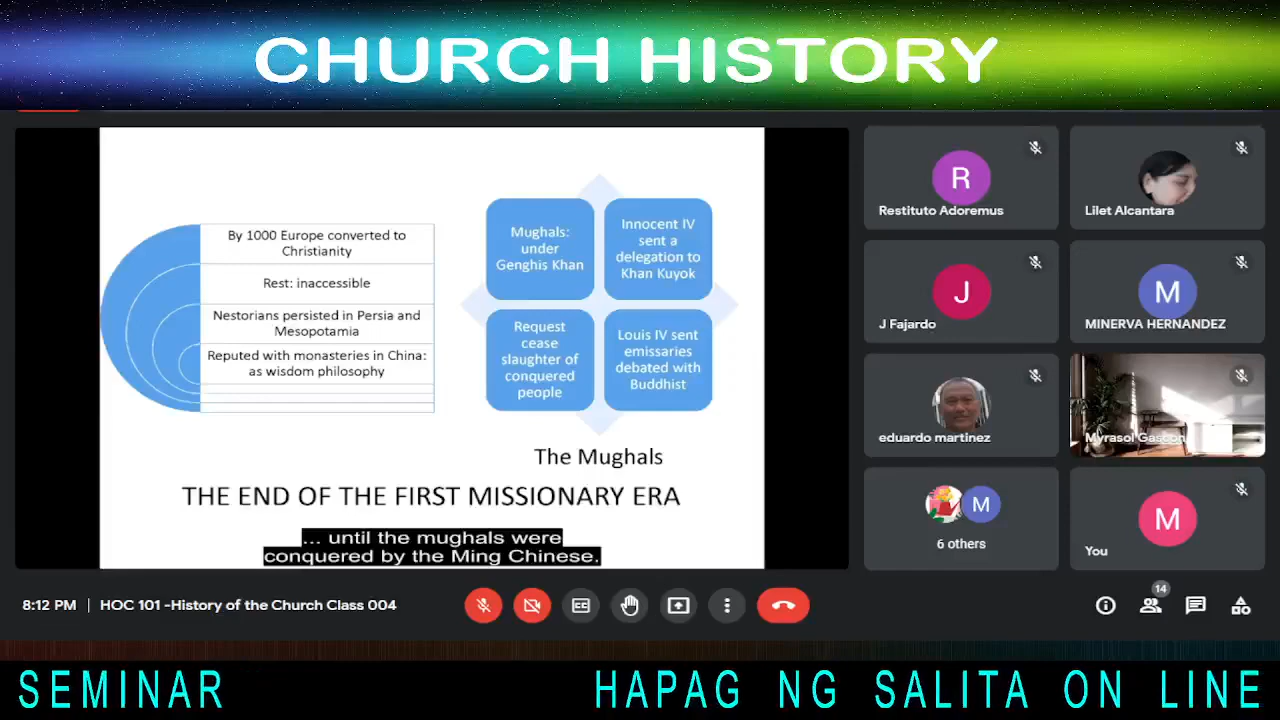 CHURCH HISTORY
By 1000 Europe converted to
Christianity
Rest: inaccessible
Nestorians persisted in Persia and
Mesopotamia
Reputed with monasteries in China:
as wisdom philosophy
Mughals:
under
Genghis Khan
Innocent IV
sent a
delegation to
Khan Kuyok
Request
cease
slaughter of
conquered
people
Louis IV sent
emissaries
debated with
Buddhist
The Mughals
THE END OF THE FIRST MISSIONARY ERA
... until the mughals were
conquered by the Ming Chinese.
R
Restituto Adoremus
Lilet Alcantara
J
J Fajardo
M
MINERVA HERNANDEZ
eduardo martinez
Myrasol Gascon
M
6 others
M
You
8:12 PM | HOC 101 -History of the Church Class 004
CC
14
SEMINAR
HAPAG NG SALITA ON LINE